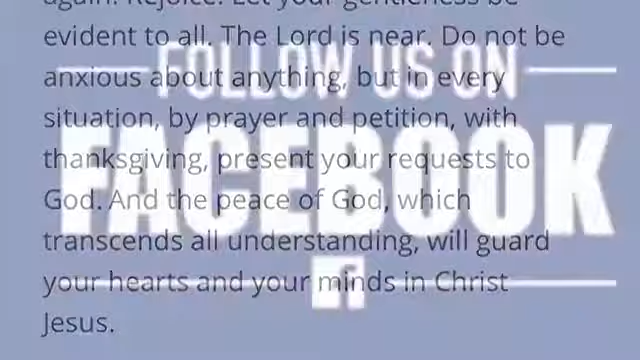 again. Rejoice! Let your gentleness be
evident to all. The Lord is near. Do not be
anxious about anything, but in every
situation, by prayer and petition, with
thanksgiving, present your requests to
God. And the peace of God, which
transcends all understanding, will guard
your hearts and your minds in Christ
Jesus.
FOLLOW US ON
FACEBOOK